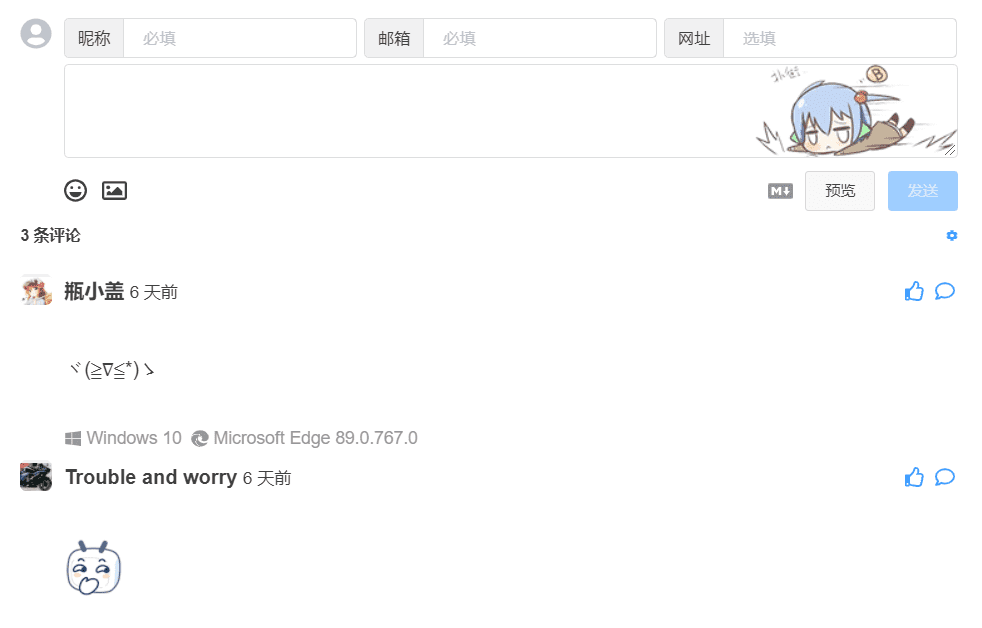 昵称 必填 邮箱 必填 网址 选填
扑街
B
M↓ 预览 发送
3 条评论
瓶小盖 6 天前
ヾ(≧∇≦*)ゝ
Windows 10 Microsoft Edge 89.0.767.0
Trouble and worry 6 天前